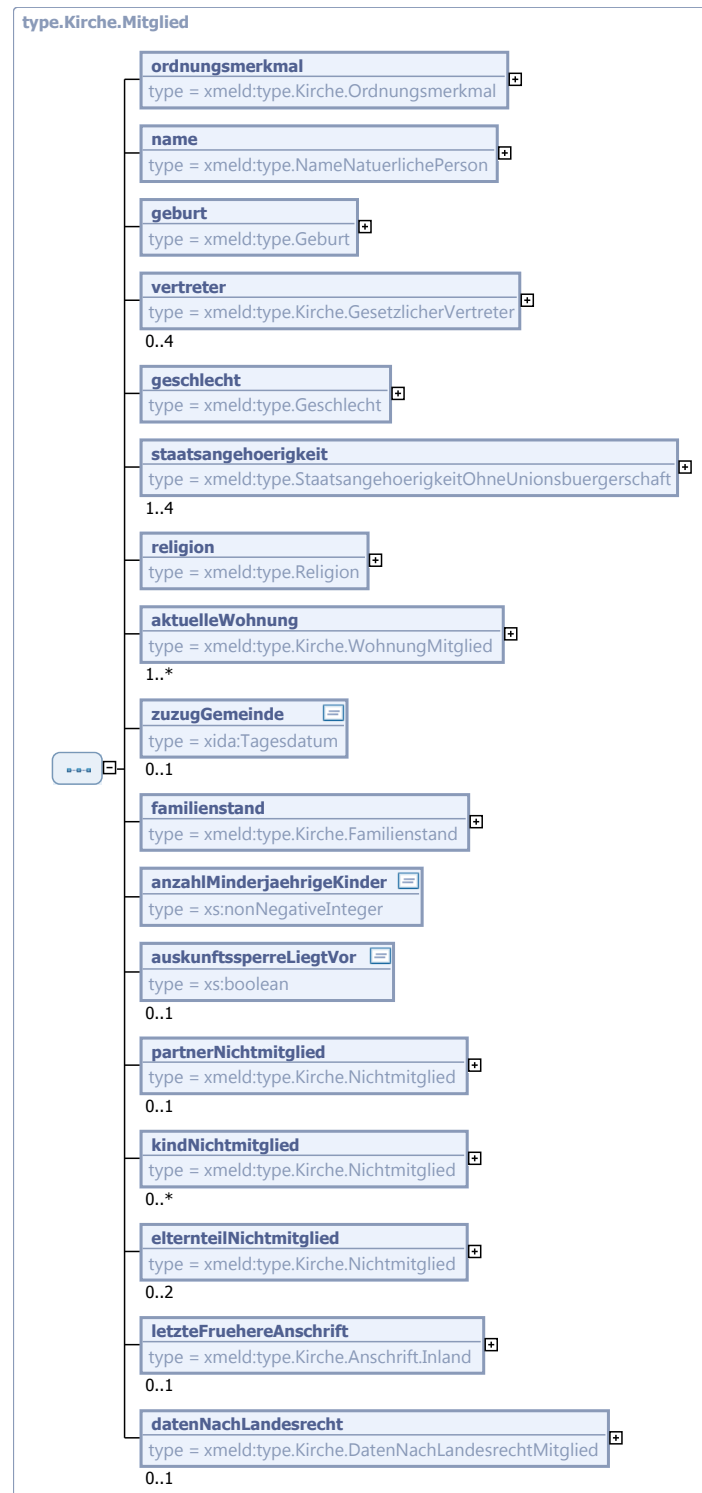 type.Kirche.Mitglied
ordnungsmerkmal
type = xmeld:type.Kirche.Ordnungsmerkmal
name
type = xmeld:type.NameNatuerlichePerson
geburt
type = xmeld:type.Geburt
vertreter
type = xmeld:type.Kirche.GesetzlicherVertreter
0..4
geschlecht
type = xmeld:type.Geschlecht
staatsangehoerigkeit
type = xmeld:type.StaatsangehoerigkeitOhneUnionsbuergerschaft
1..4
religion
type = xmeld:type.Religion
aktuelleWohnung
type = xmeld:type.Kirche.WohnungMitglied
1..*
zuzugGemeinde
type = xida:Tagesdatum
0..1
familienstand
type = xmeld:type.Kirche.Familienstand
anzahlMinderjaehrigeKinder
type = xs:nonNegativeInteger
auskunftssperreLiegtVor
type = xs:boolean
0..1
partnerNichtmitglied
type = xmeld:type.Kirche.Nichtmitglied
0..1
kindNichtmitglied
type = xmeld:type.Kirche.Nichtmitglied
0..*
elternteilNichtmitglied
type = xmeld:type.Kirche.Nichtmitglied
0..2
letzteFruehereAnschrift
type = xmeld:type.Kirche.Anschrift.Inland
0..1
datenNachLandesrecht
type = xmeld:type.Kirche.DatenNachLandesrechtMitglied
0..1